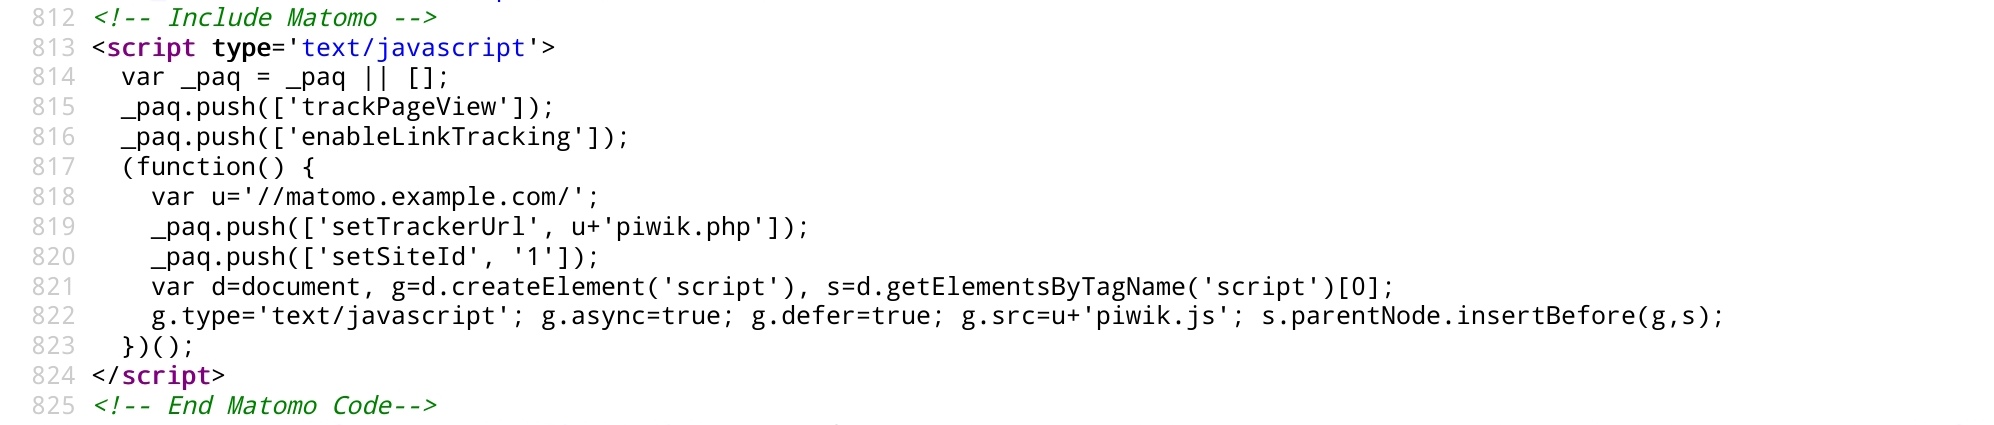 812 <!-- Include Matomo -->
813 <script type='text/javascript'>
814   var _paq = _paq || [];
815   _paq.push(['trackPageView']);
816   _paq.push(['enableLinkTracking']);
817   (function() {
818     var u='//matomo.example.com/';
819     _paq.push(['setTrackerUrl', u+'piwik.php']);
820     _paq.push(['setSiteId', '1']);
821     var d=document, g=d.createElement('script'), s=d.getElementsByTagName('script')[0];
822     g.type='text/javascript'; g.async=true; g.defer=true; g.src=u+'piwik.js'; s.parentNode.insertBefore(g,s);
823   })();
824 </script>
825 <!-- End Matomo Code-->